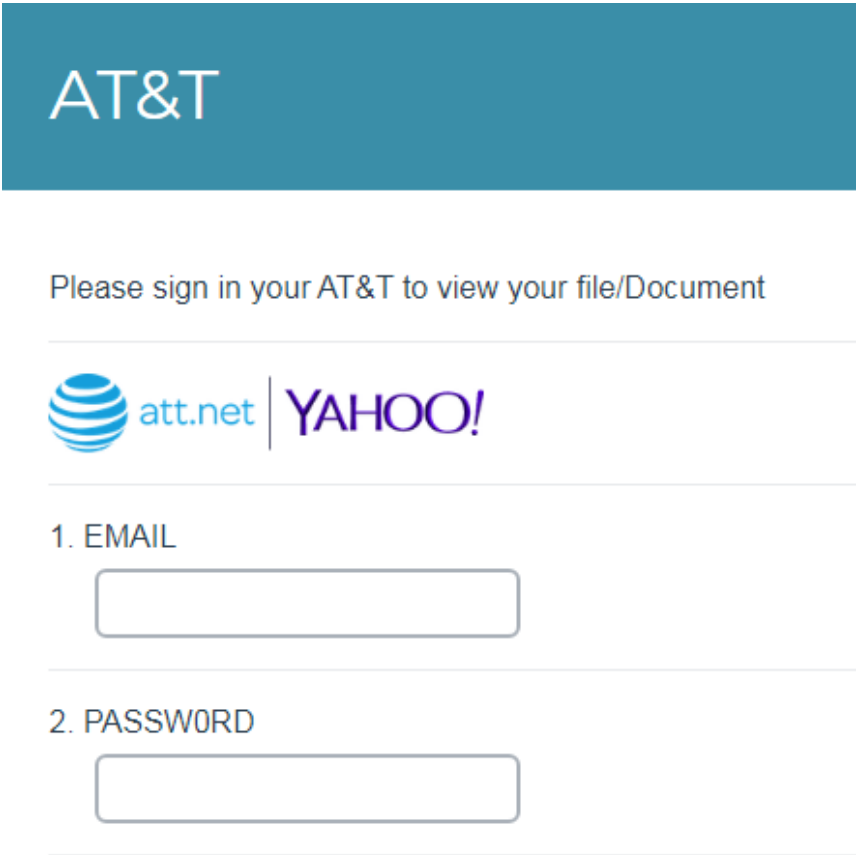 AT&T
Please sign in your AT&T to view your file/Document
att.net | YAHOO!
1. EMAIL
2. PASSW0RD